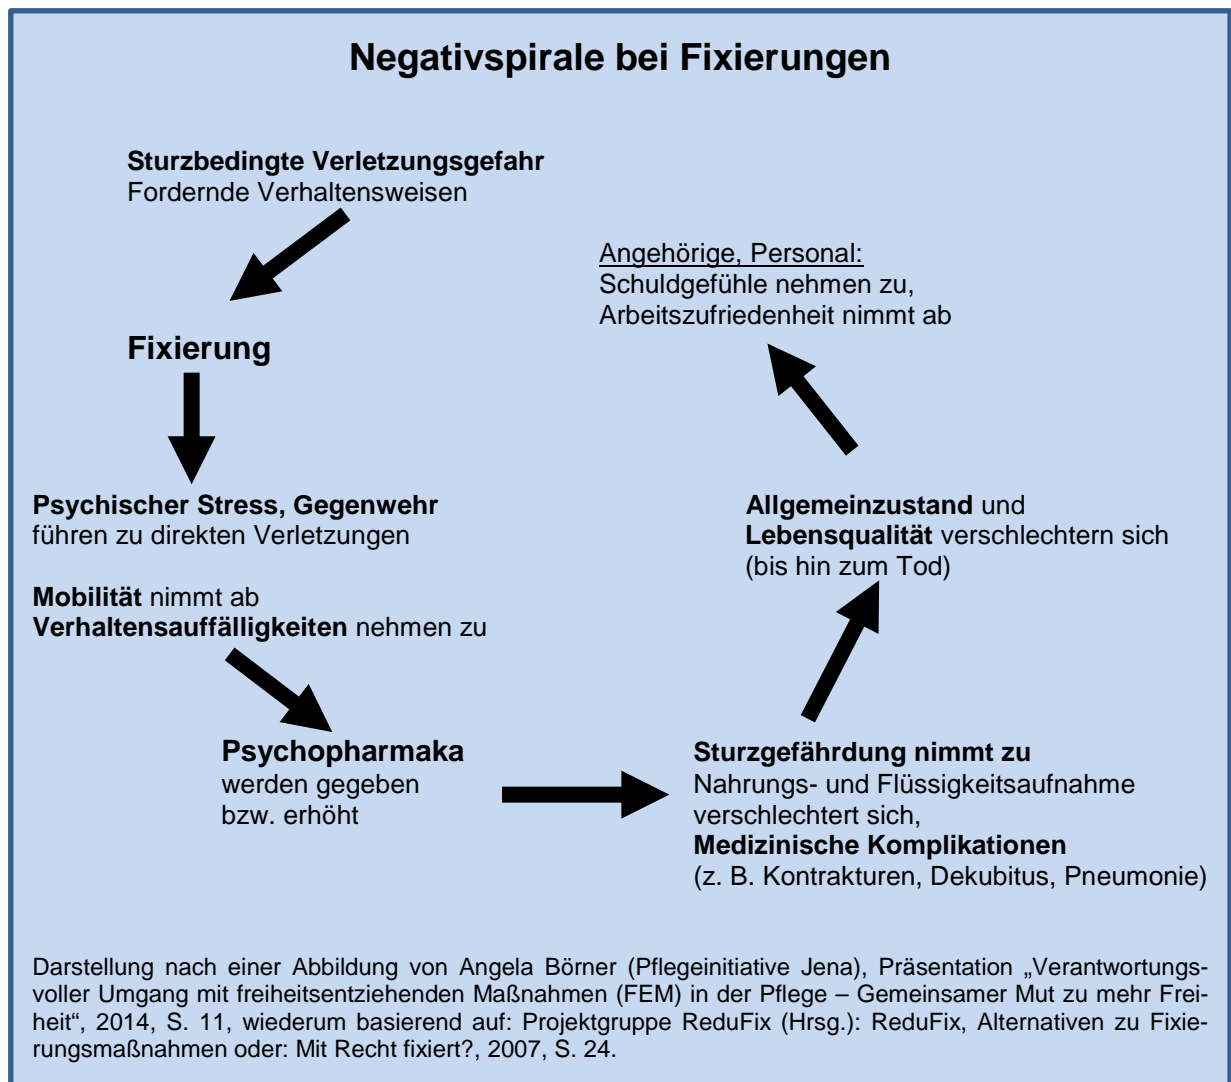 Negativspirale bei Fixierungen
Sturzbedingte Verletzungsgefahr
Fordernde Verhaltensweisen
Fixierung
Psychischer Stress, Gegenwehr
führen zu direkten Verletzungen
Mobilität nimmt ab
Verhaltensauffälligkeiten nehmen zu
Psychopharmaka
werden gegeben
bzw. erhöht
Sturzgefährdung nimmt zu
Nahrungs- und Flüssigkeitsaufnahme
verschlechtert sich,
Medizinische Komplikationen
(z. B. Kontrakturen, Dekubitus, Pneumonie)
Allgemeinzustand und
Lebensqualität verschlechtern sich
(bis hin zum Tod)
Angehörige, Personal:
Schuldgefühle nehmen zu,
Arbeitszufriedenheit nimmt ab
Darstellung nach einer Abbildung von Angela Börner (Pflegeinitiative Jena), Präsentation „Verantwortungs-
voller Umgang mit freiheitsentziehenden Maßnahmen (FEM) in der Pflege – Gemeinsamer Mut zu mehr Frei-
heit“, 2014, S. 11, wiederum basierend auf: Projektgruppe ReduFix (Hrsg.): ReduFix, Alternativen zu Fixie-
rungsmaßnahmen oder: Mit Recht fixiert?, 2007, S. 24.